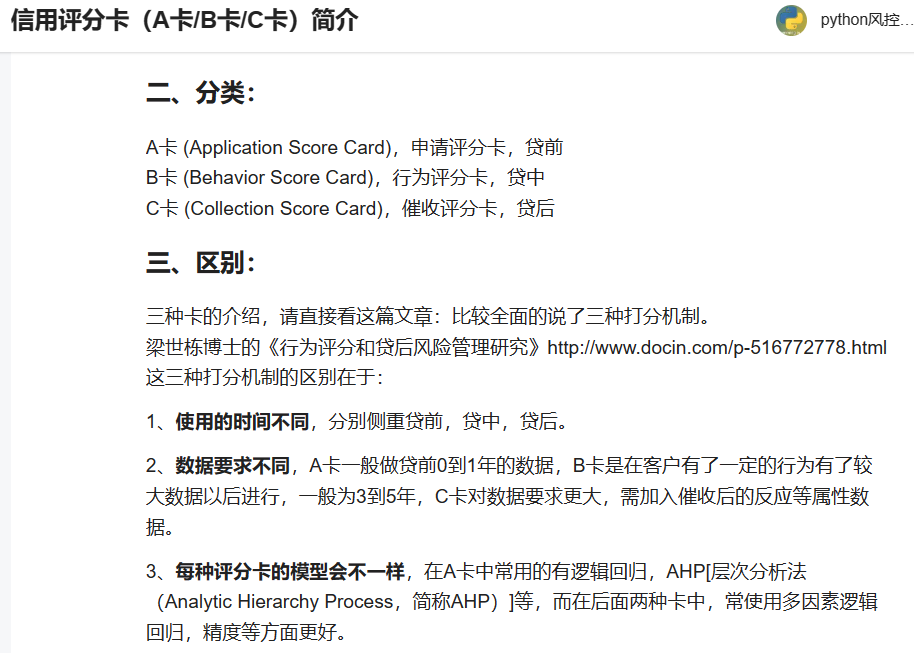 信用评分卡（A卡/B卡/C卡）简介
python风控…
二、分类：
A卡 (Application Score Card)，申请评分卡，贷前
B卡 (Behavior Score Card)，行为评分卡，贷中
C卡 (Collection Score Card)，催收评分卡，贷后
三、区别：
三种卡的介绍，请直接看这篇文章：比较全面的说了三种打分机制。
梁世栋博士的《行为评分和贷后风险管理研究》http://www.docin.com/p-516772778.html
这三种打分机制的区别在于：
1、使用的时间不同，分别侧重贷前，贷中，贷后。
2、数据要求不同，A卡一般做贷前0到1年的数据，B卡是在客户有了一定的行为有了较
大数据以后进行，一般为3到5年，C卡对数据要求更大，需加入催收后的反应等属性数
据。
3、每种评分卡的模型会不一样，在A卡中常用的有逻辑回归，AHP[层次分析法
（Analytic Hierarchy Process，简称AHP）]等，而在后面两种卡中，常使用多因素逻辑
回归，精度等方面更好。